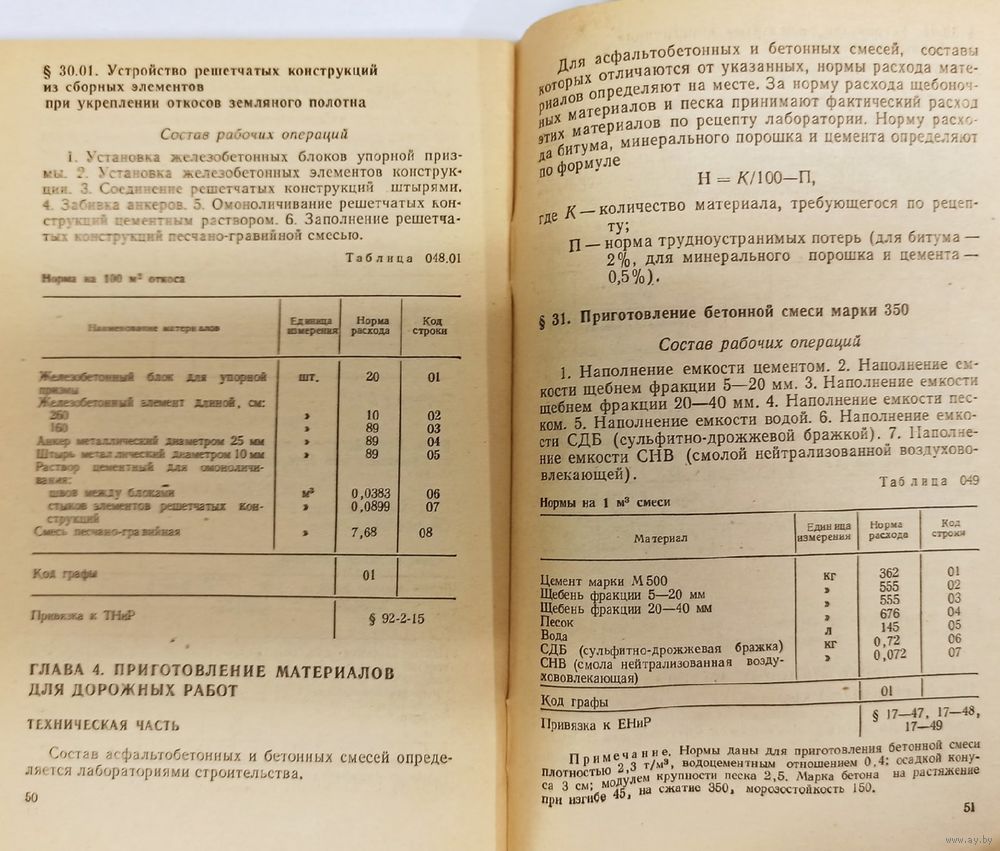 § 30.01. Устройство решетчатых конструкций
из сборных элементов
при укреплении откосов земляного полотна
Состав рабочих операций
1. Установка железобетонных блоков упорной приз-
мы. 2. Установка железобетонных элементов конструк-
ции. 3. Соединение решетчатых конструкций штырями.
4. Забивка анкеров. 5. Омоноличивание решетчатых кон-
струкций цементным раствором. 6. Заполнение решетча-
тых конструкций песчано-гравийной смесью.
Таблица 048.01
Норма на 100 м² откоса
Наименование материалов | Единица измерения | Норма расхода | Код строки
Железобетонный блок для упорной шт. 20 01
призмы
Железобетонный элемент длиной, см:
260 » 10 02
160 » 89 03
Анкер металлический диаметром 25 мм » 89 04
Штырь металлический диаметром 10 мм » 89 05
Раствор цементный для омоноличи-
вания:
швов между блоками м³ 0,0383 06
стыков элементов решетчатых кон- » 0,0899 07
струкций
Смесь песчано-гравийная » 7,68 08
Код графы 01
Привязка к ТНиР § 92-2-15
ГЛАВА 4. ПРИГОТОВЛЕНИЕ МАТЕРИАЛОВ
ДЛЯ ДОРОЖНЫХ РАБОТ
ТЕХНИЧЕСКАЯ ЧАСТЬ
Состав асфальтобетонных и бетонных смесей опреде-
ляется лабораториями строительства.
50
Для асфальтобетонных и бетонных смесей, составы
которых отличаются от указанных, нормы расхода мате-
риалов определяют на месте. За норму расхода щебоноч-
ных материалов и песка принимают фактический расход
этих материалов по рецепту лаборатории. Норму расхо-
да битума, минерального порошка и цемента определяют
по формуле
Н = К/100—П,
где К — количество материала, требующегося по рецеп-
ту;
П — норма трудноустранимых потерь (для битума —
2%, для минерального порошка и цемента —
0,5%).
§ 31. Приготовление бетонной смеси марки 350
Состав рабочих операций
1. Наполнение емкости цементом. 2. Наполнение ем-
кости щебнем фракции 5—20 мм. 3. Наполнение емкости
щебнем фракции 20—40 мм. 4. Наполнение емкости пес-
ком. 5. Наполнение емкости водой. 6. Наполнение емко-
сти СДБ (сульфитно-дрожжевой бражкой). 7. Наполне-
ние емкости СНВ (смолой нейтрализованной воздухово-
влекающей).
Таблица 049
Нормы на 1 м³ смеси
Материал | Единица измерения | Норма расхода | Код строки
Цемент марки М500 кг 362 01
Щебень фракции 5—20 мм » 555 02
Щебень фракции 20—40 мм » 555 03
Песок » 676 04
Вода л 145 05
СДБ (сульфитно-дрожжевая бражка) кг 0,72 06
СНВ (смола нейтрализованная возду- » 0,072 07
хововлекающая)
Код графы 01
Привязка к ЕНиР § 17—47, 17—48,
17—49
Примечание. Нормы даны для приготовления бетонной смеси
плотностью 2,3 т/м³, водоцементным отношением 0,4; осадкой кону-
са 3 см; модулем крупности песка 2,5. Марка бетона на растяжение
при изгибе 45, на сжатие 350, морозостойкость 150.
51
www.ay.by